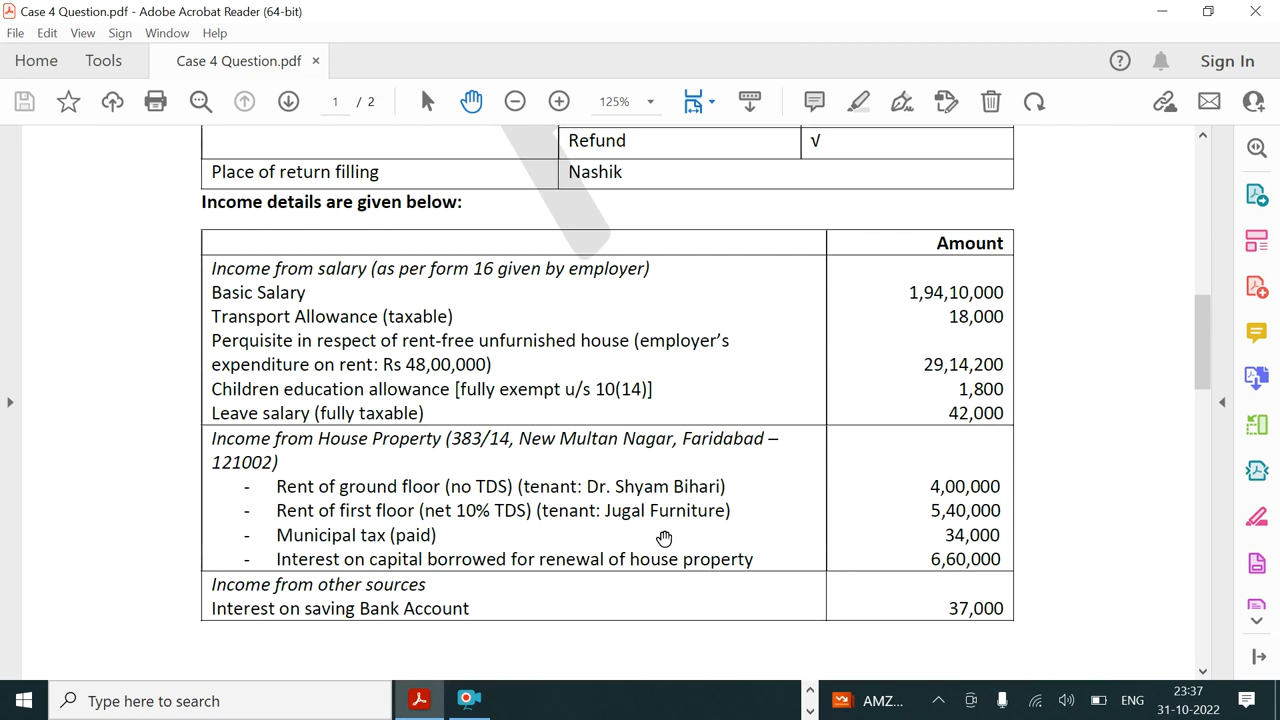 Case 4 Question.pdf - Adobe Acrobat Reader (64-bit)
File Edit View Sign Window Help
Home Tools Case 4 Question.pdf × Sign In
1 / 2 125%
Refund √
Place of return filling Nashik
Income details are given below:
Amount
Income from salary (as per form 16 given by employer)
Basic Salary 1,94,10,000
Transport Allowance (taxable) 18,000
Perquisite in respect of rent-free unfurnished house (employer's
expenditure on rent: Rs 48,00,000) 29,14,200
Children education allowance [fully exempt u/s 10(14)] 1,800
Leave salary (fully taxable) 42,000
Income from House Property (383/14, New Multan Nagar, Faridabad –
121002)
- Rent of ground floor (no TDS) (tenant: Dr. Shyam Bihari) 4,00,000
- Rent of first floor (net 10% TDS) (tenant: Jugal Furniture) 5,40,000
- Municipal tax (paid) 34,000
- Interest on capital borrowed for renewal of house property 6,60,000
Income from other sources
Interest on saving Bank Account 37,000
Type here to search AMZ... ENG 23:37
31-10-2022